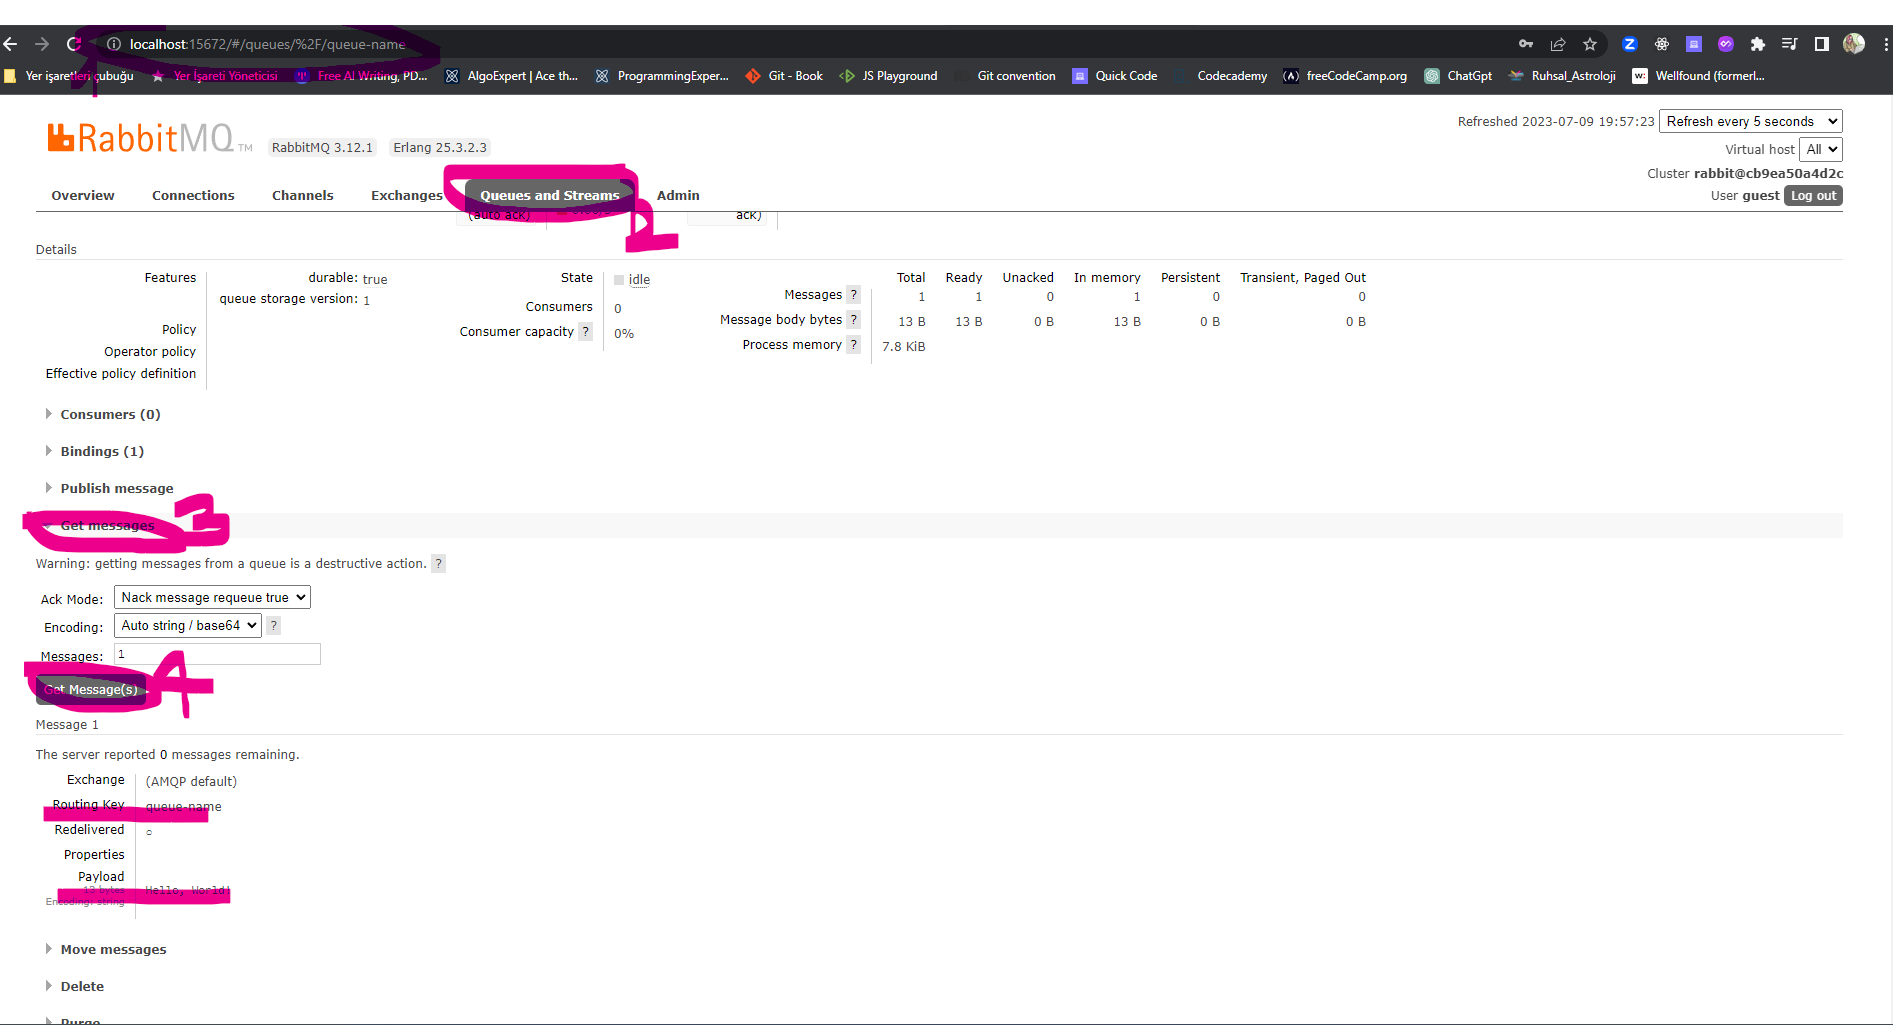 localhost:15672/#/queues/%2F/queue-name
Yer işaretleri çubuğu Yer İşareti Yöneticisi Free AI Writing, PD... AlgoExpert | Ace th... ProgrammingExper... Git - Book JS Playground Git convention Quick Code Codecademy freeCodeCamp.org ChatGpt Ruhsal_Astroloji Wellfound (formerl...
1
RabbitMQ TM RabbitMQ 3.12.1 Erlang 25.3.2.3
Refreshed 2023-07-09 19:57:23 Refresh every 5 seconds
Virtual host All
Cluster rabbit@cb9ea50a4d2c
User guest Log out
Overview Connections Channels Exchanges Queues and Streams Admin
2
(auto ack) ack)
Details
Features durable: true
queue storage version: 1
Policy
Operator policy
Effective policy definition
State idle
Consumers 0
Consumer capacity ? 0%
Total Ready Unacked In memory Persistent Transient, Paged Out
Messages ? 1 1 0 1 0 0
Message body bytes ? 13 B 13 B 0 B 13 B 0 B 0 B
Process memory ? 7.8 KiB
Consumers (0)
Bindings (1)
Publish message
Get messages 3
Warning: getting messages from a queue is a destructive action. ?
Ack Mode: Nack message requeue true
Encoding: Auto string / base64 ?
Messages: 1
Get Message(s) 4
Message 1
The server reported 0 messages remaining.
Exchange (AMQP default)
Routing Key queue-name
Redelivered ○
Properties
Payload
13 bytes Hello, World!
Encoding: string
Move messages
Delete
Purge